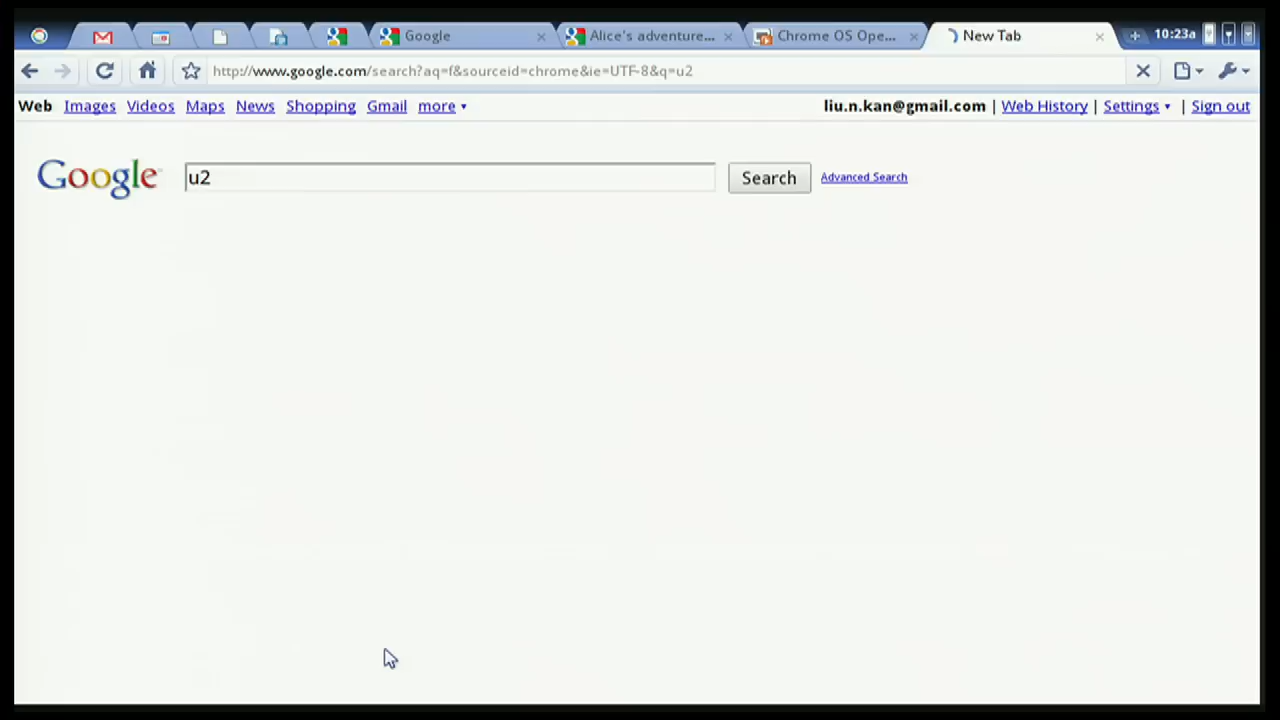 Google Alice's adventure... Chrome OS Ope... New Tab 10:23a
http://www.google.com/search?aq=f&sourceid=chrome&ie=UTF-8&q=u2
Web Images Videos Maps News Shopping Gmail more liu.n.kan@gmail.com | Web History | Settings | Sign out
Google u2 Search Advanced Search